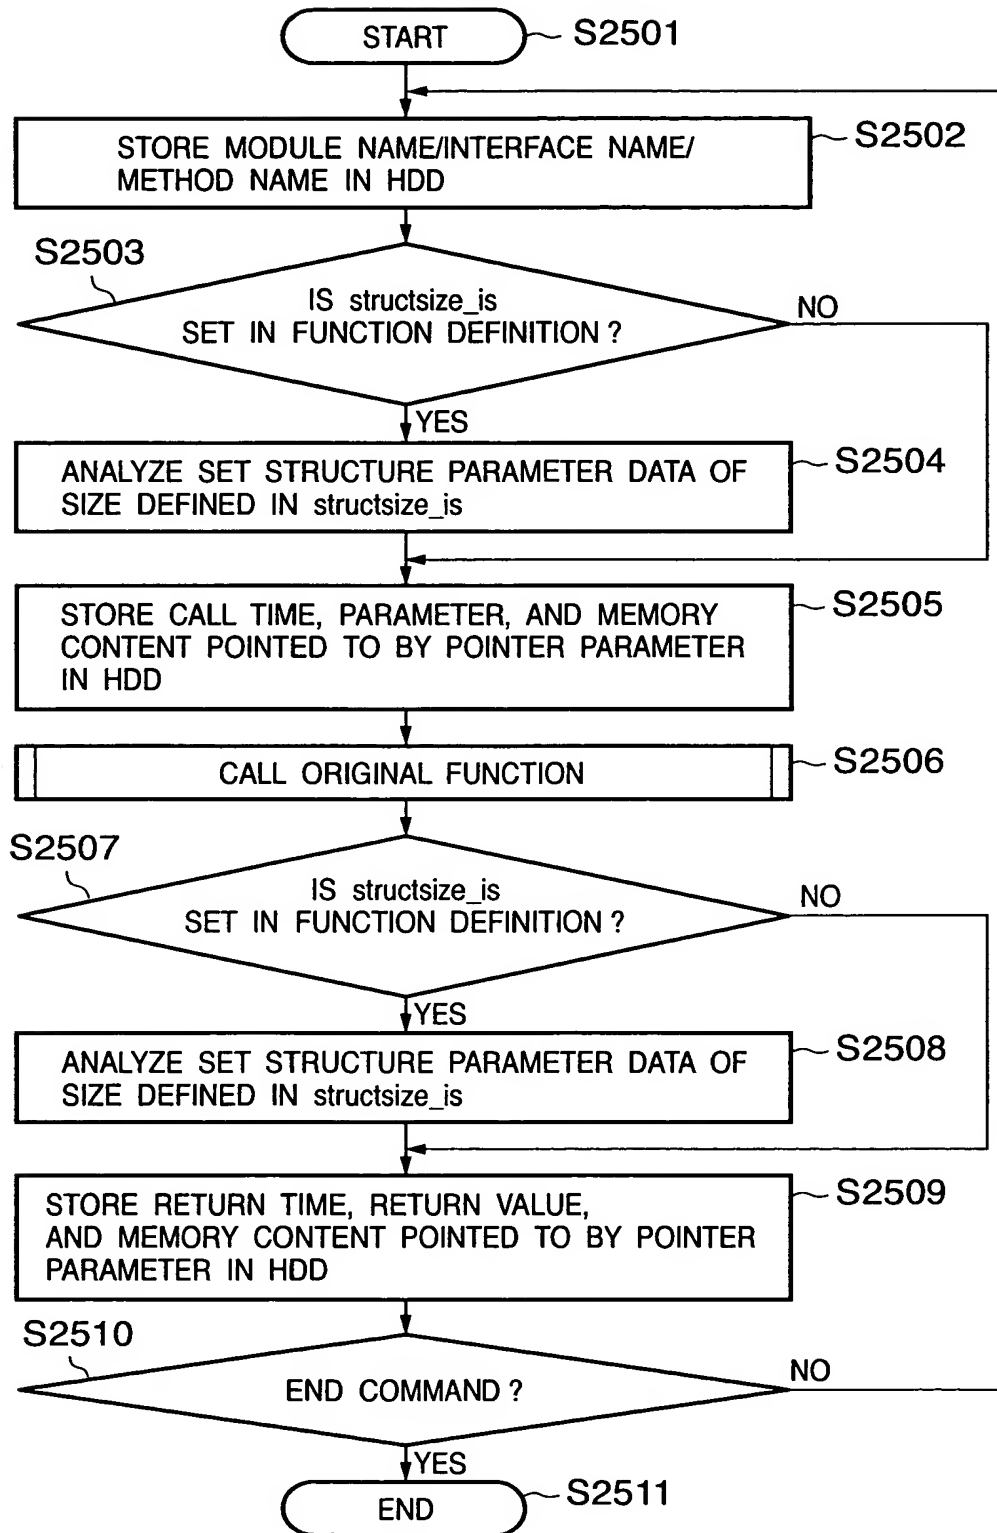 START
S2501
S2502
STORE MODULE NAME/INTERFACE NAME/
METHOD NAME IN HDD
S2503
IS structsize_is
SET IN FUNCTION DEFINITION ?
NO
YES
S2504
ANALYZE SET STRUCTURE PARAMETER DATA OF
SIZE DEFINED IN structsize_is
S2505
STORE CALL TIME, PARAMETER, AND MEMORY
CONTENT POINTED TO BY POINTER PARAMETER
IN HDD
CALL ORIGINAL FUNCTION
S2506
S2507
IS structsize_is
SET IN FUNCTION DEFINITION ?
NO
YES
S2508
ANALYZE SET STRUCTURE PARAMETER DATA OF
SIZE DEFINED IN structsize_is
S2509
STORE RETURN TIME, RETURN VALUE,
AND MEMORY CONTENT POINTED TO BY POINTER
PARAMETER IN HDD
S2510
END COMMAND ?
NO
YES
END
S2511